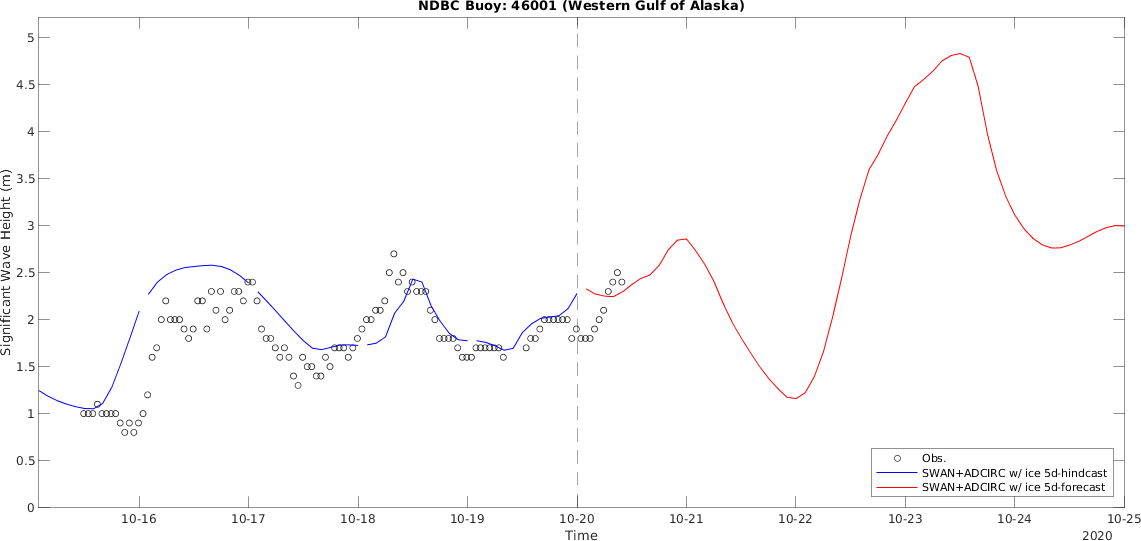 NDBC Buoy: 46001 (Western Gulf of Alaska)
5
4.5
4
3.5
3
2.5
2
1.5
1
0.5
0
Significant Wave Height (m)
Obs.
SWAN+ADCIRC w/ ice 5d-hindcast
SWAN+ADCIRC w/ ice 5d-forecast
10-16 10-17 10-18 10-19 10-20 10-21 10-22 10-23 10-24 10-25
Time
2020